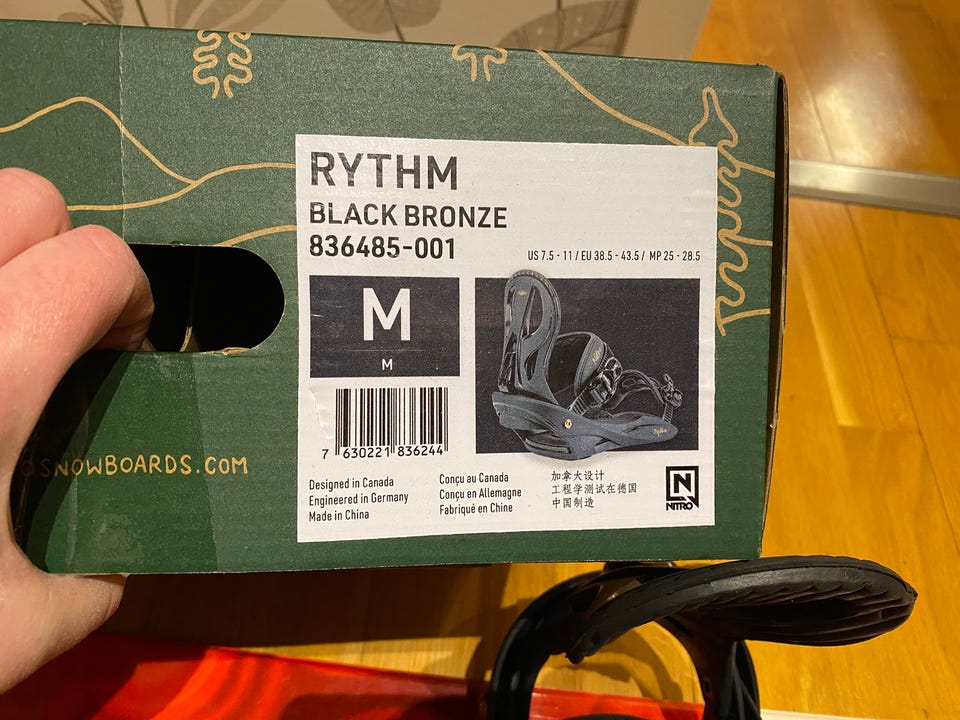 RYTHM
BLACK BRONZE
836485-001
US 7.5 - 11 / EU 38.5 - 43.5 / MP 25 - 28.5
M
M
7 630221 836244
SNOWBOARDS.COM
Designed in Canada
Engineered in Germany
Made in China
Conçu au Canada
Conçu en Allemagne
Fabriqué en Chine
加拿大设计
工程学测试在德国
中国制造
N
NITRO